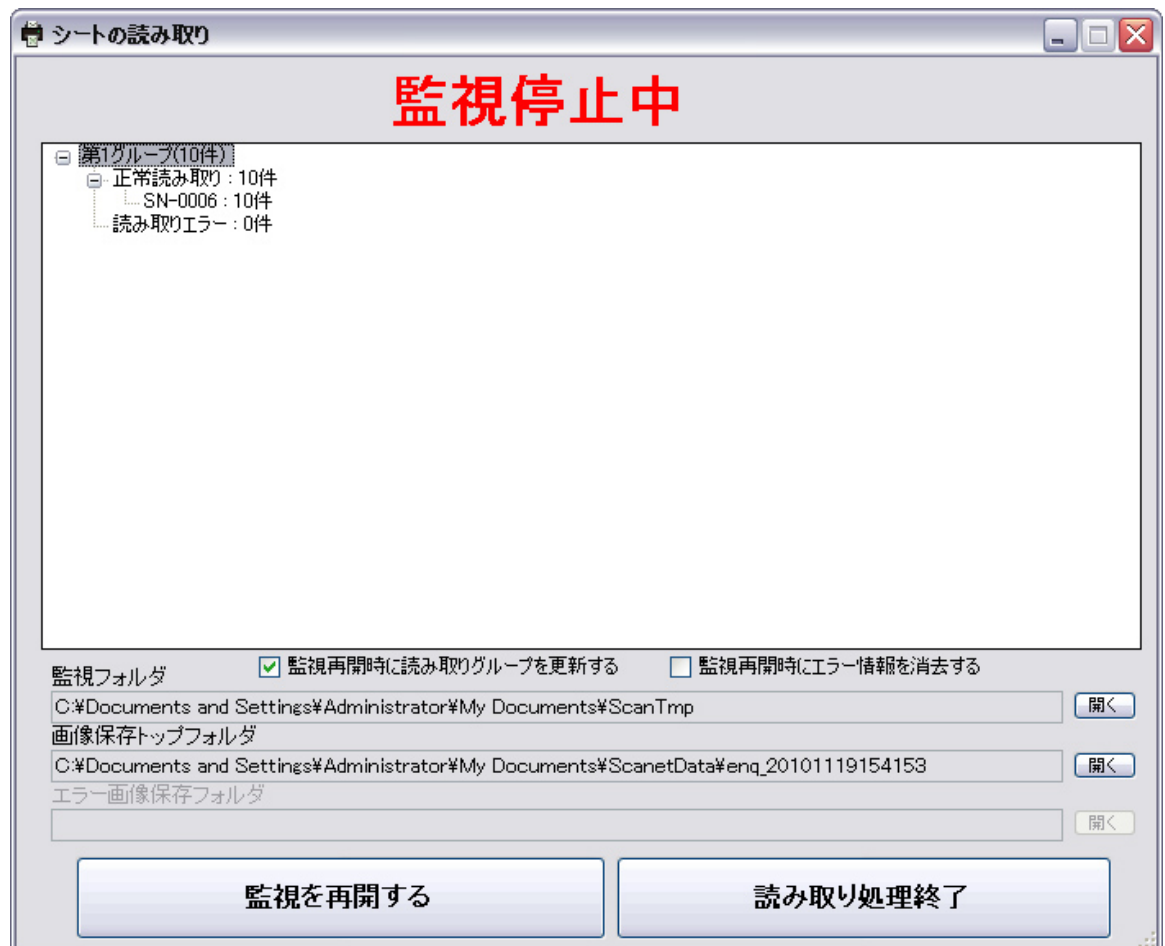 シートの読み取り
監視停止中
第1グループ(10件)
正常読み取り : 10件
SN-0006 : 10件
読み取りエラー : 0件
監視フォルダ
監視再開時に読み取りグループを更新する
監視再開時にエラー情報を消去する
C:¥Documents and Settings¥Administrator¥My Documents¥ScanTmp
開く
画像保存トップフォルダ
C:¥Documents and Settings¥Administrator¥My Documents¥ScanetData¥enq_20101119154153
開く
エラー画像保存フォルダ
開く
監視を再開する
読み取り処理終了